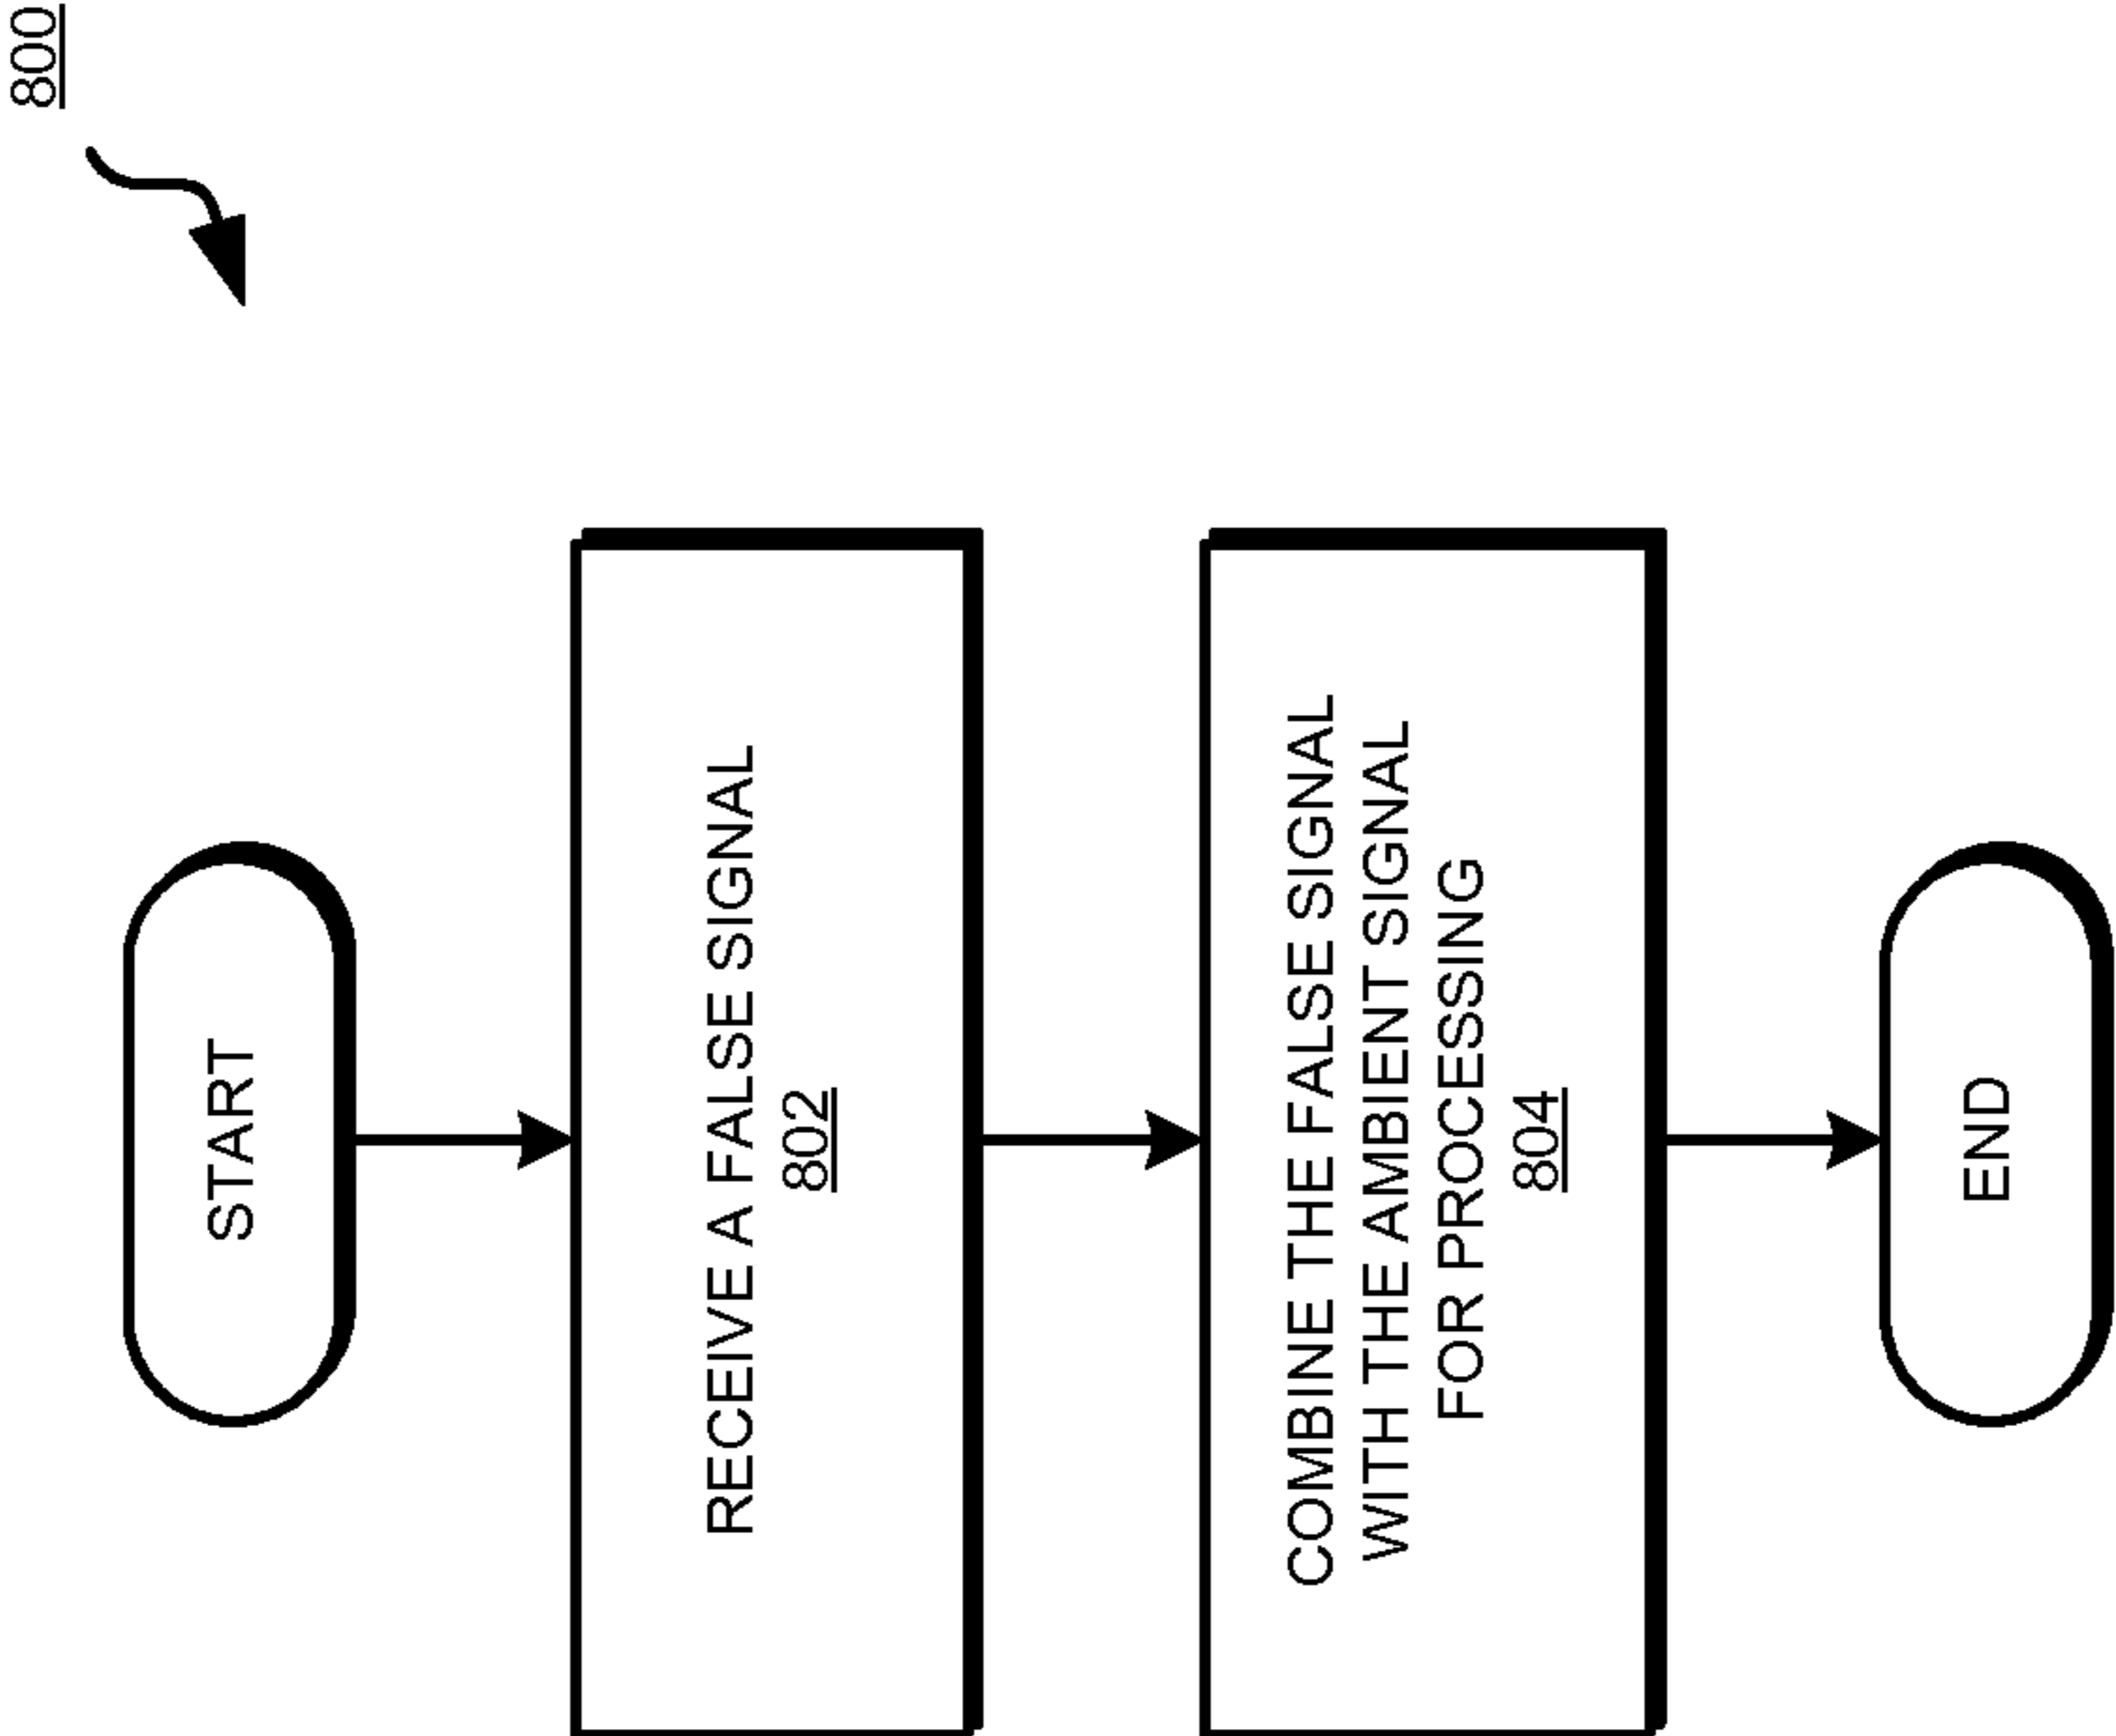 800
START
RECEIVE A FALSE SIGNAL
802
COMBINE THE FALSE SIGNAL
WITH THE AMBIENT SIGNAL
FOR PROCESSING
804
END